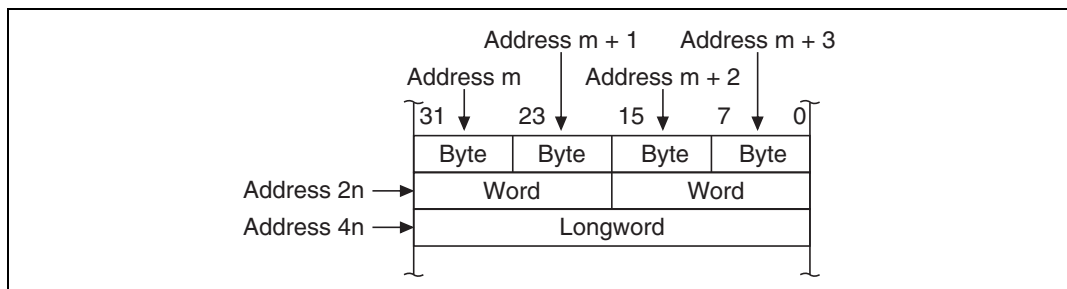 Address m + 1 Address m + 3
Address m Address m + 2
31 23 15 7 0
Byte Byte Byte Byte
Address 2n Word Word
Address 4n Longword